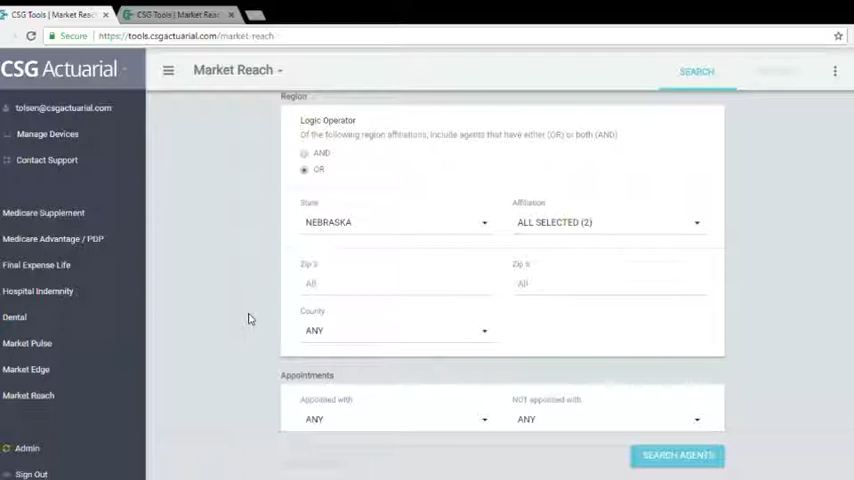 CSG Tools | Market Reach
CSG Tools | Market Reach
Secure https://tools.csgactuarial.com/market-reach
CSG Actuarial
Market Reach
SEARCH
tolsen@csgactuarial.com
Manage Devices
Contact Support
Medicare Supplement
Medicare Advantage / PDP
Final Expense Life
Hospital Indemnity
Dental
Market Pulse
Market Edge
Market Reach
Admin
Sign Out
Region
Logic Operator
Of the following region affiliations, include agents that have either (OR) or both (AND)
AND
OR
State
Affiliation
NEBRASKA
ALL SELECTED (2)
Zip 3
Zip
All
All
County
ANY
Appointments
Appointed with
NOT appointed with
ANY
ANY
SEARCH AGENTS